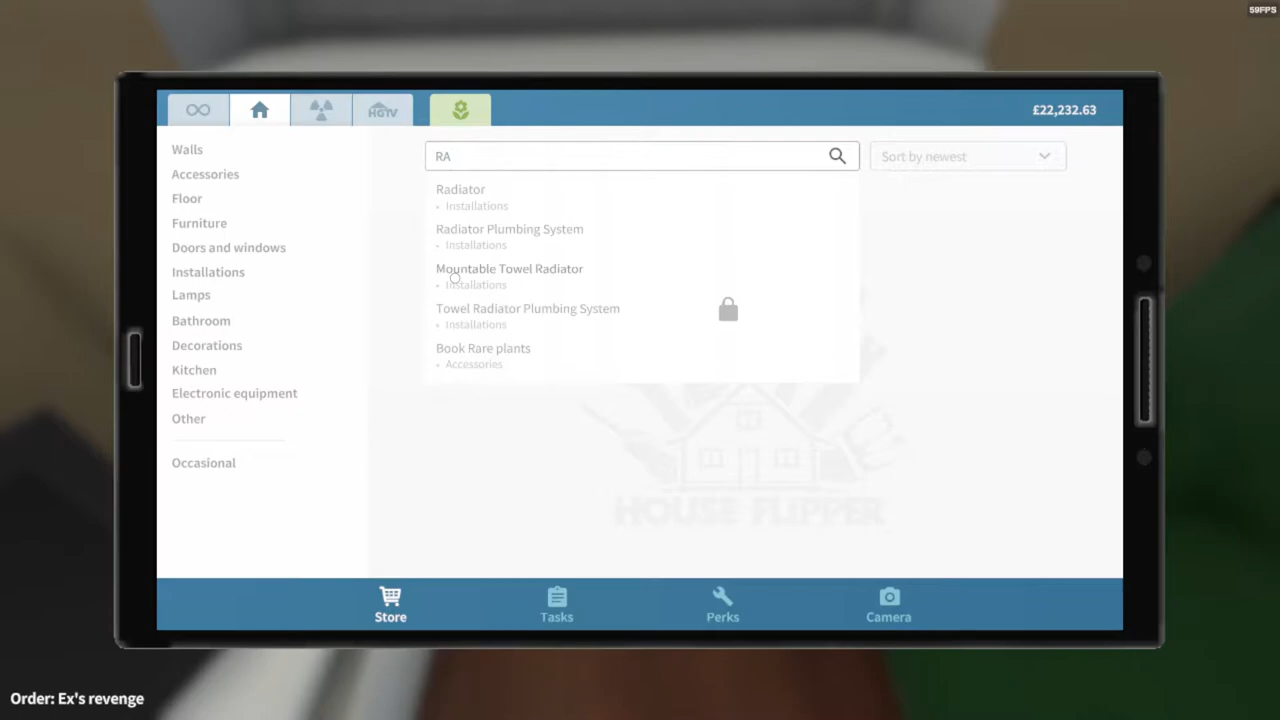 59FPS
HGTV
£22,232.63
Walls
Accessories
Floor
Furniture
Doors and windows
Installations
Lamps
Bathroom
Decorations
Kitchen
Electronic equipment
Other
Occasional
RA
Sort by newest
Radiator
• Installations
Radiator Plumbing System
• Installations
Mountable Towel Radiator
• Installations
Towel Radiator Plumbing System
• Installations
Book Rare plants
• Accessories
HOUSE FLIPPER
Store
Tasks
Perks
Camera
Order: Ex's revenge